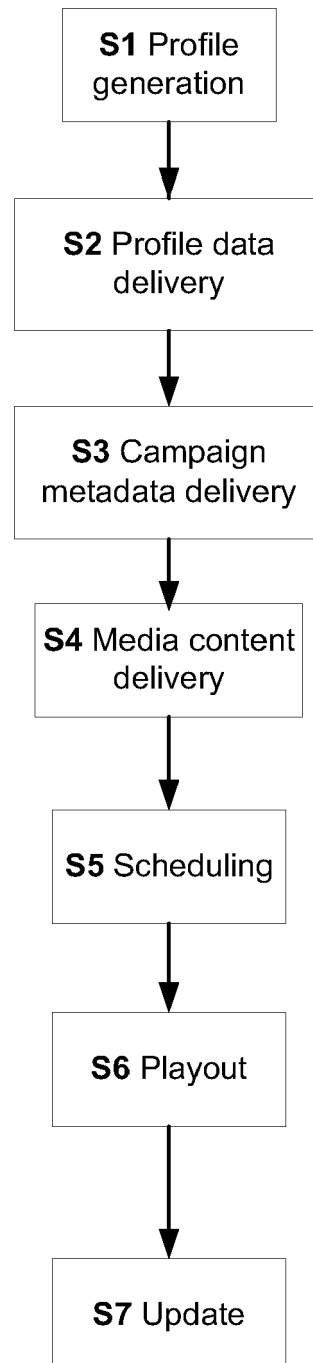 S1 Profile
generation
S2 Profile data
delivery
S3 Campaign
metadata delivery
S4 Media content
delivery
S5 Scheduling
S6 Playout
S7 Update